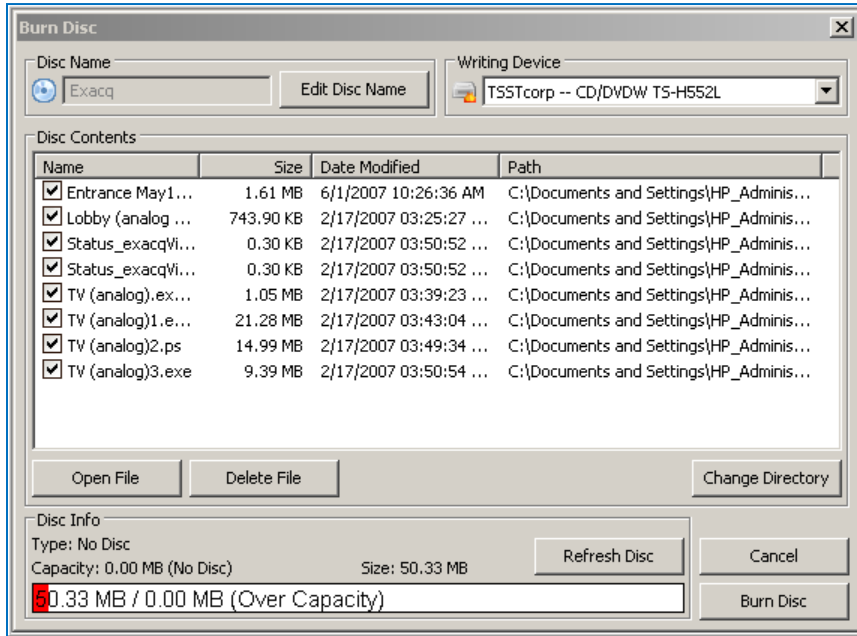 Burn Disc
Disc Name
Exacq
Edit Disc Name
Writing Device
TSSTcorp -- CD/DVDW TS-H552L
Disc Contents
Name Size Date Modified Path
Entrance May1... 1.61 MB 6/1/2007 10:26:36 AM C:\Documents and Settings\HP_Adminis...
Lobby (analog ... 743.90 KB 2/17/2007 03:25:27 ... C:\Documents and Settings\HP_Adminis...
Status_exacqVi... 0.30 KB 2/17/2007 03:50:52 ... C:\Documents and Settings\HP_Adminis...
Status_exacqVi... 0.30 KB 2/17/2007 03:50:52 ... C:\Documents and Settings\HP_Adminis...
TV (analog).ex... 1.05 MB 2/17/2007 03:39:23 ... C:\Documents and Settings\HP_Adminis...
TV (analog)1.e... 21.28 MB 2/17/2007 03:43:04 ... C:\Documents and Settings\HP_Adminis...
TV (analog)2.ps 14.99 MB 2/17/2007 03:49:34 ... C:\Documents and Settings\HP_Adminis...
TV (analog)3.exe 9.39 MB 2/17/2007 03:50:54 ... C:\Documents and Settings\HP_Adminis...
Open File Delete File Change Directory
Disc Info
Type: No Disc
Capacity: 0.00 MB (No Disc) Size: 50.33 MB
Refresh Disc Cancel
50.33 MB / 0.00 MB (Over Capacity)
Burn Disc